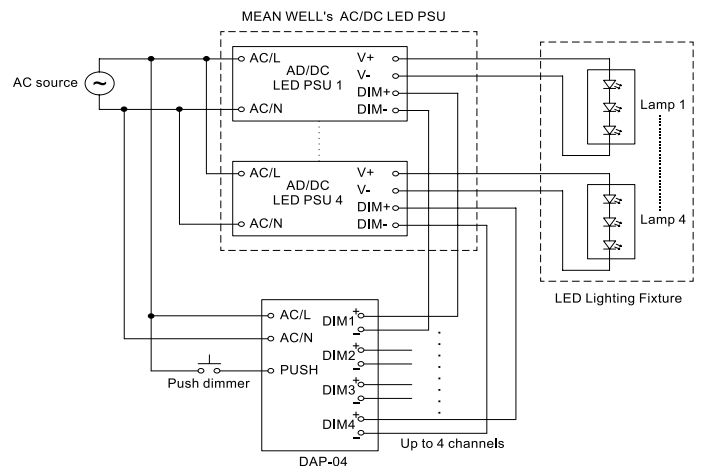 MEAN WELL's AC/DC LED PSU
AC source
~
AC/L
AD/DC
LED PSU 1
AC/N
V+
V-
DIM+
DIM-
Lamp 1
AC/L
AD/DC
LED PSU 4
AC/N
V+
V-
DIM+
DIM-
Lamp 4
LED Lighting Fixture
AC/L
AC/N
PUSH
Push dimmer
DIM1
+
-
DIM2
+
-
DIM3
+
-
DIM4
+
-
Up to 4 channels
DAP-04